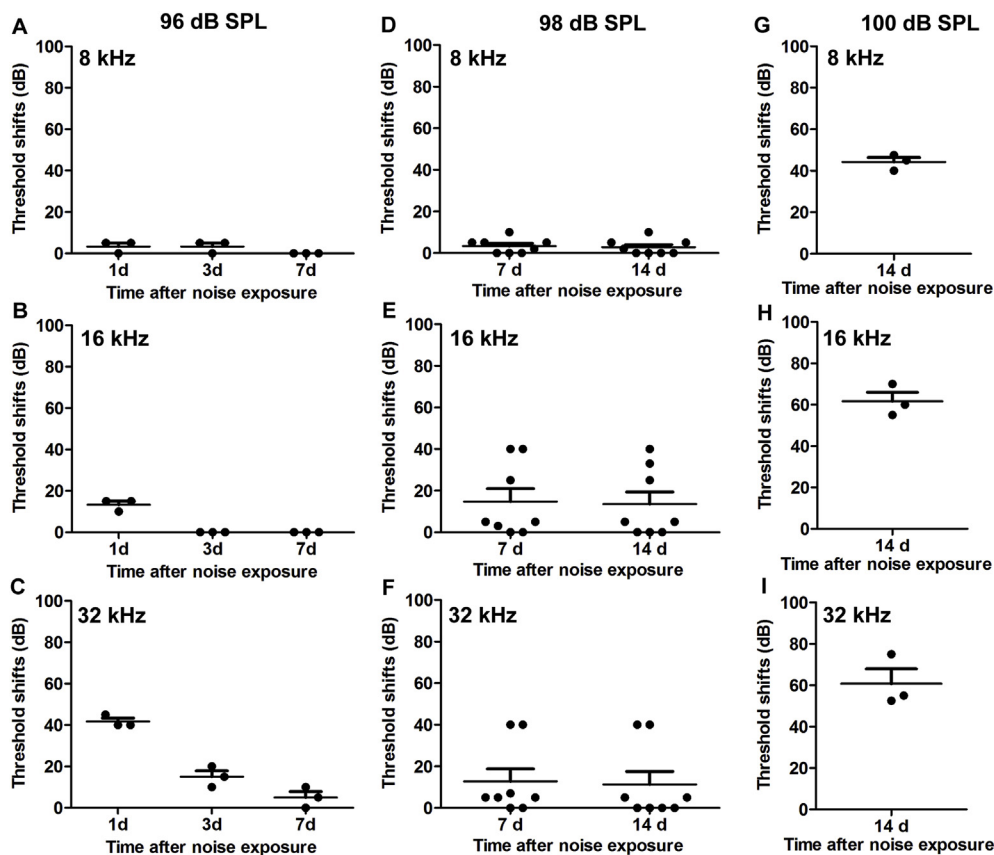 96 dB SPL
98 dB SPL
100 dB SPL
A
8 kHz
Threshold shifts (dB)
100
80
60
40
20
0
1d 3d 7d
Time after noise exposure
B
16 kHz
Threshold shifts (dB)
100
80
60
40
20
0
1d 3d 7d
Time after noise exposure
C
32 kHz
Threshold shifts (dB)
100
80
60
40
20
0
1d 3d 7d
Time after noise exposure
D
8 kHz
Threshold shifts (dB)
100
80
60
40
20
0
7 d 14 d
Time after noise exposure
E
16 kHz
Threshold shifts (dB)
100
80
60
40
20
0
7 d 14 d
Time after noise exposure
F
32 kHz
Threshold shifts (dB)
100
80
60
40
20
0
7 d 14 d
Time after noise exposure
G
8 kHz
Threshold shifts (dB)
100
80
60
40
20
0
14 d
Time after noise exposure
H
16 kHz
Threshold shifts (dB)
100
80
60
40
20
0
14 d
Time after noise exposure
I
32 kHz
Threshold shifts (dB)
100
80
60
40
20
0
14 d
Time after noise exposure